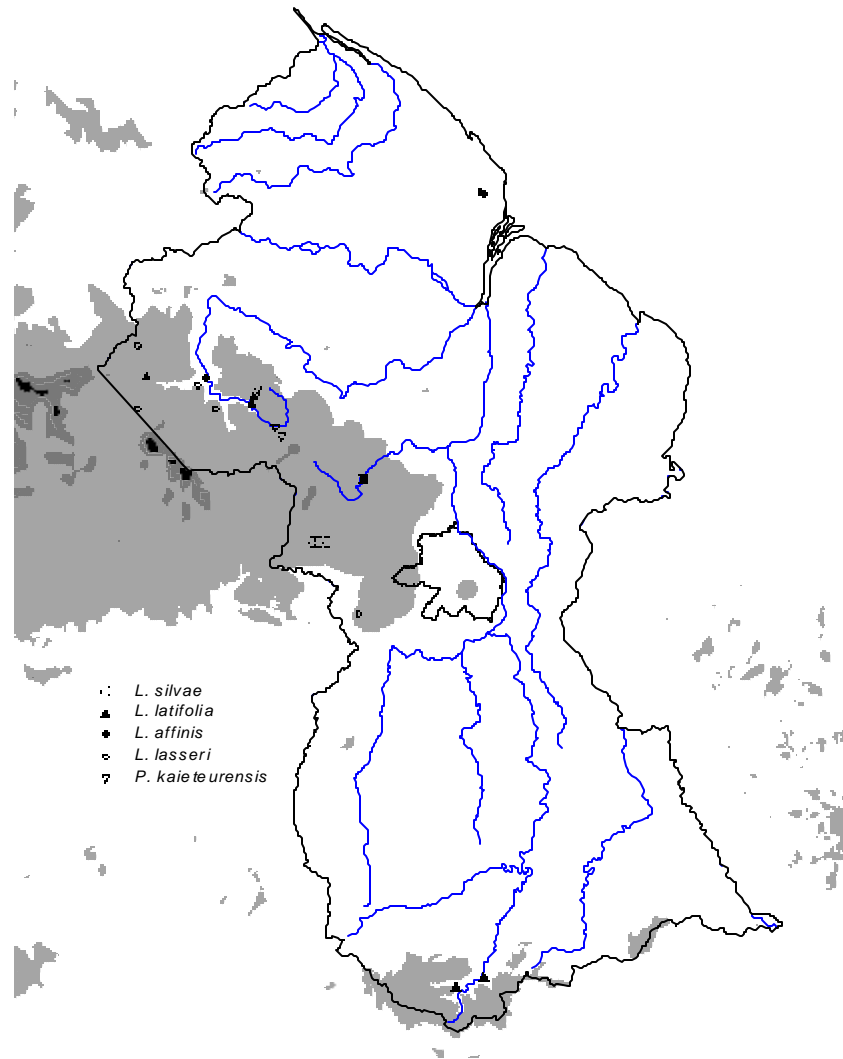 L. silvae
L. latifolia
L. affinis
L. lasseri
P. kaieteurensis